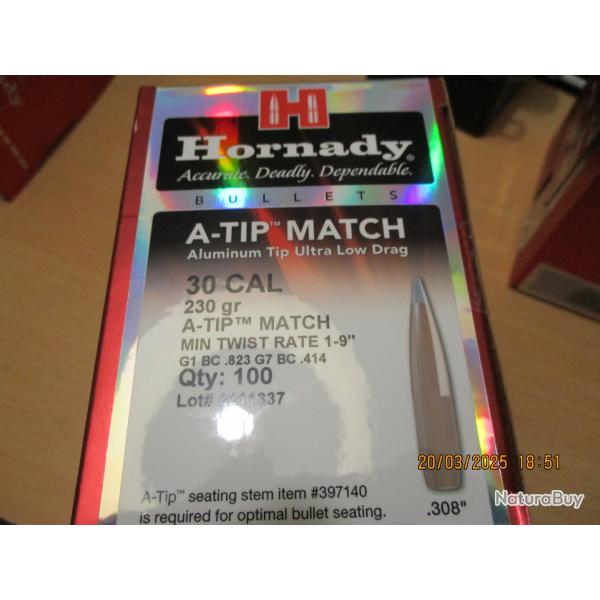 Hornady®
Accurate. Deadly. Dependable.
BULLETS
A-TIP™ MATCH
Aluminum Tip Ultra Low Drag
30 CAL
230 gr
A-TIP™ MATCH
MIN TWIST RATE 1-9"
G1 BC .823 G7 BC .414
Qty: 100
Lot#
A-Tip™ seating stem item #397140
is required for optimal bullet seating.
.308"
20/03/2025 18:51
NaturaBuy